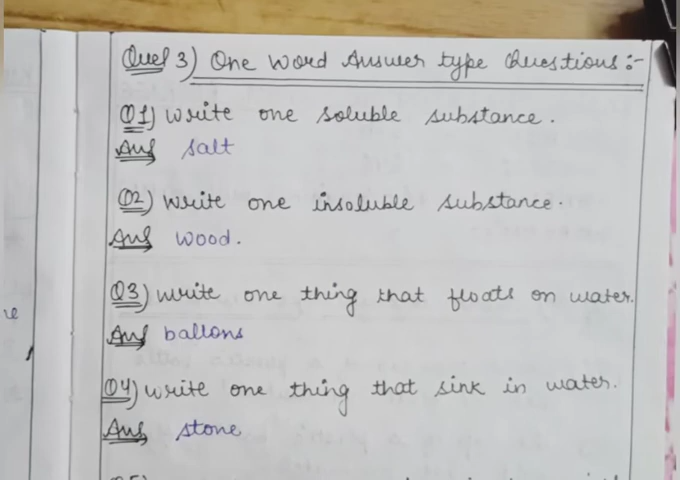 Ques 3) One Word Answer type Questions :-
Q1) Write one soluble substance.
Ans salt
Q2) Write one insoluble substance.
Ans wood.
Q3) Write one thing that floats on water.
Ans ballons
Q4) Write one thing that sink in water.
Ans stone